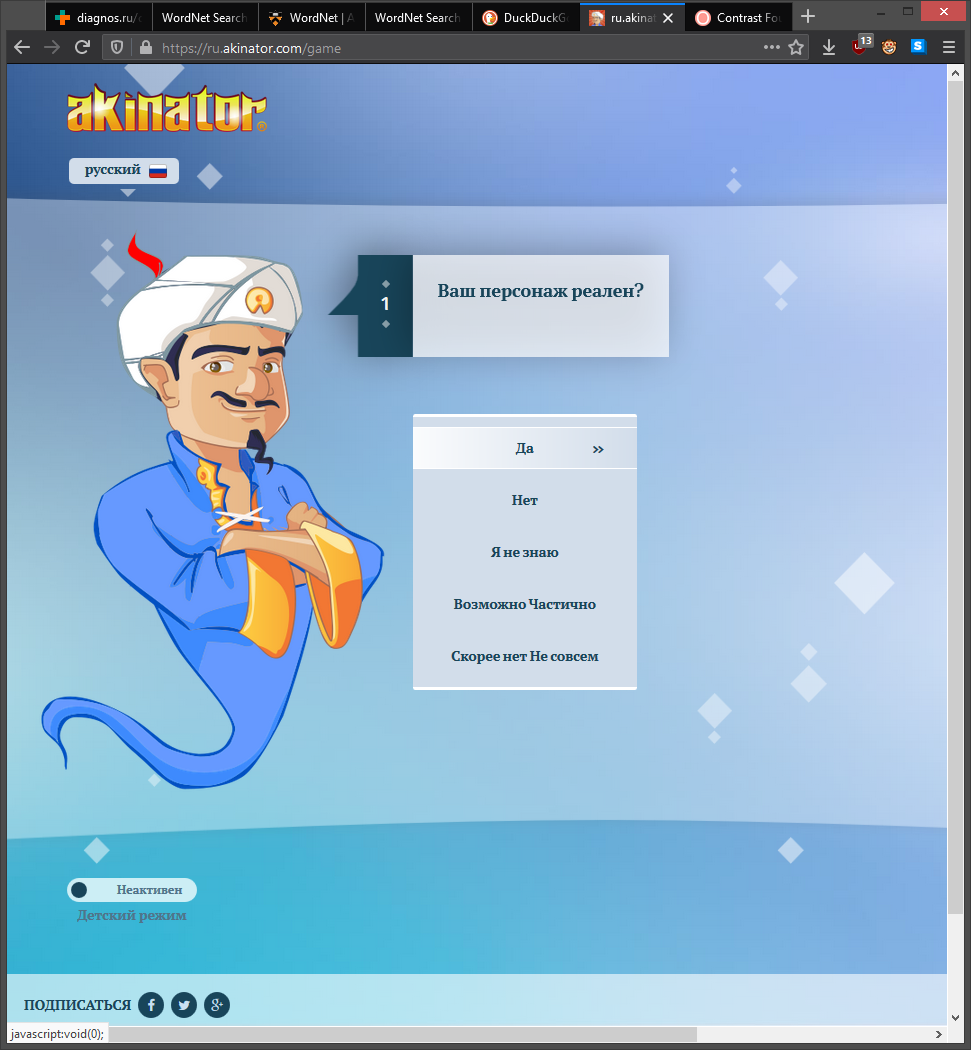 diagnos.ru/
WordNet Search
WordNet | A
WordNet Search
DuckDuckG
ru.akinat
Contrast Fou
https://ru.akinator.com/game
13
akinator®
русский
1
Ваш персонаж реален?
Да »
Нет
Я не знаю
Возможно Частично
Скорее нет Не совсем
Неактивен
Детский режим
ПОДПИСАТЬСЯ
javascript:void(0);